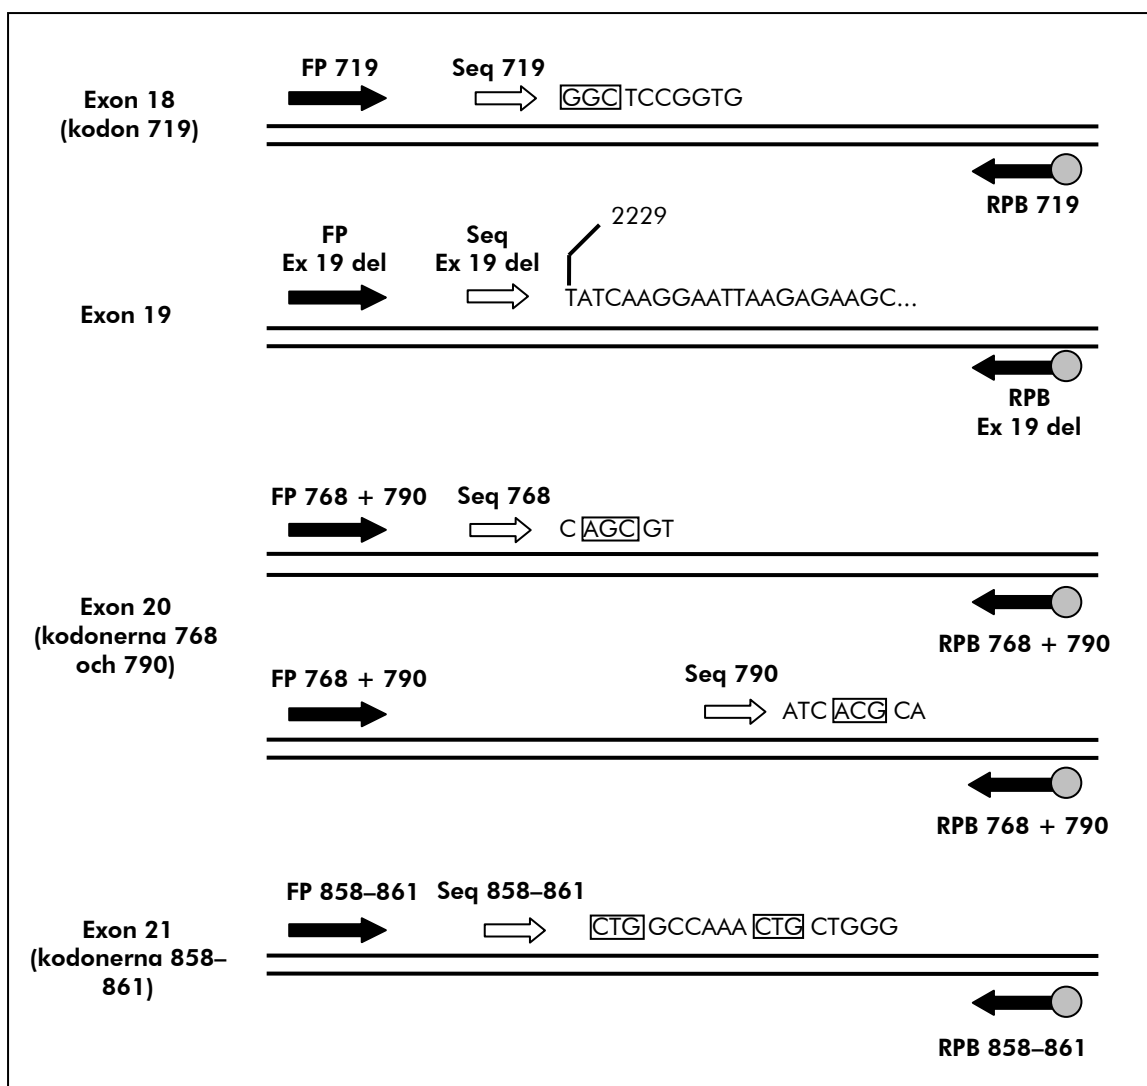 FP 719
Seq 719
GGC TCCGGTG
Exon 18
(kodon 719)
RPB 719
2229
FP
Ex 19 del
Seq
Ex 19 del
TATCAAGGAATTAAGAGAAGC...
Exon 19
RPB
Ex 19 del
FP 768 + 790
Seq 768
C AGC GT
Exon 20
(kodonerna 768
och 790)
RPB 768 + 790
FP 768 + 790
Seq 790
ATC ACG CA
RPB 768 + 790
FP 858–861
Seq 858–861
CTG GCCAAA CTG CTGGG
Exon 21
(kodonerna 858–
861)
RPB 858–861